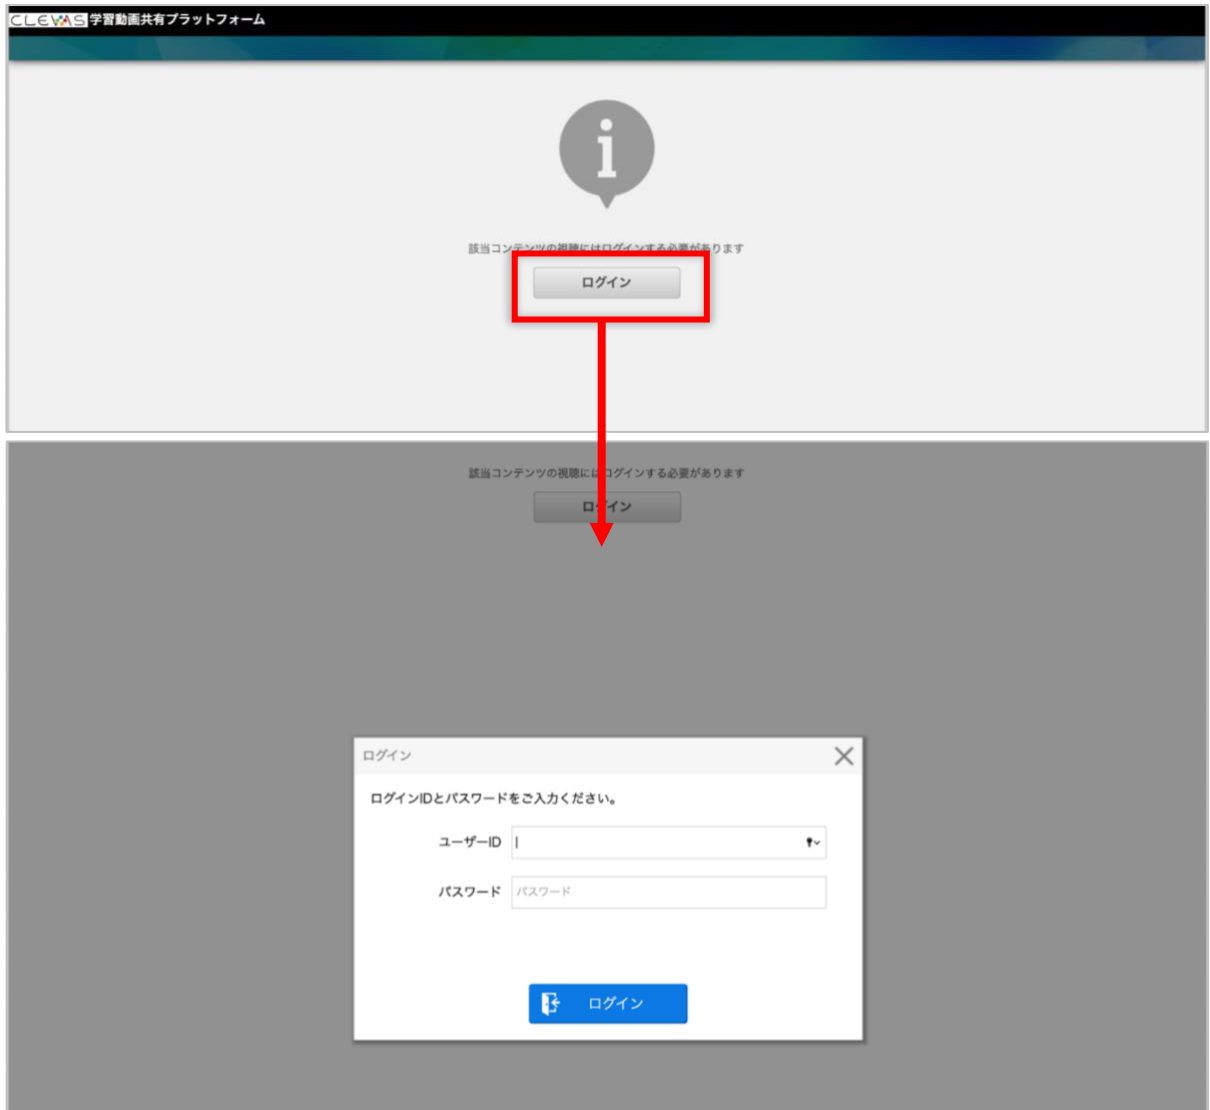 CLEVAS 学習動画共有プラットフォーム
i
該当コンテンツの視聴にはログインする必要があります
ログイン
該当コンテンツの視聴にはログインする必要があります
ログイン
ログイン
ログインIDとパスワードをご入力ください。
ユーザーID
パスワード パスワード
ログイン